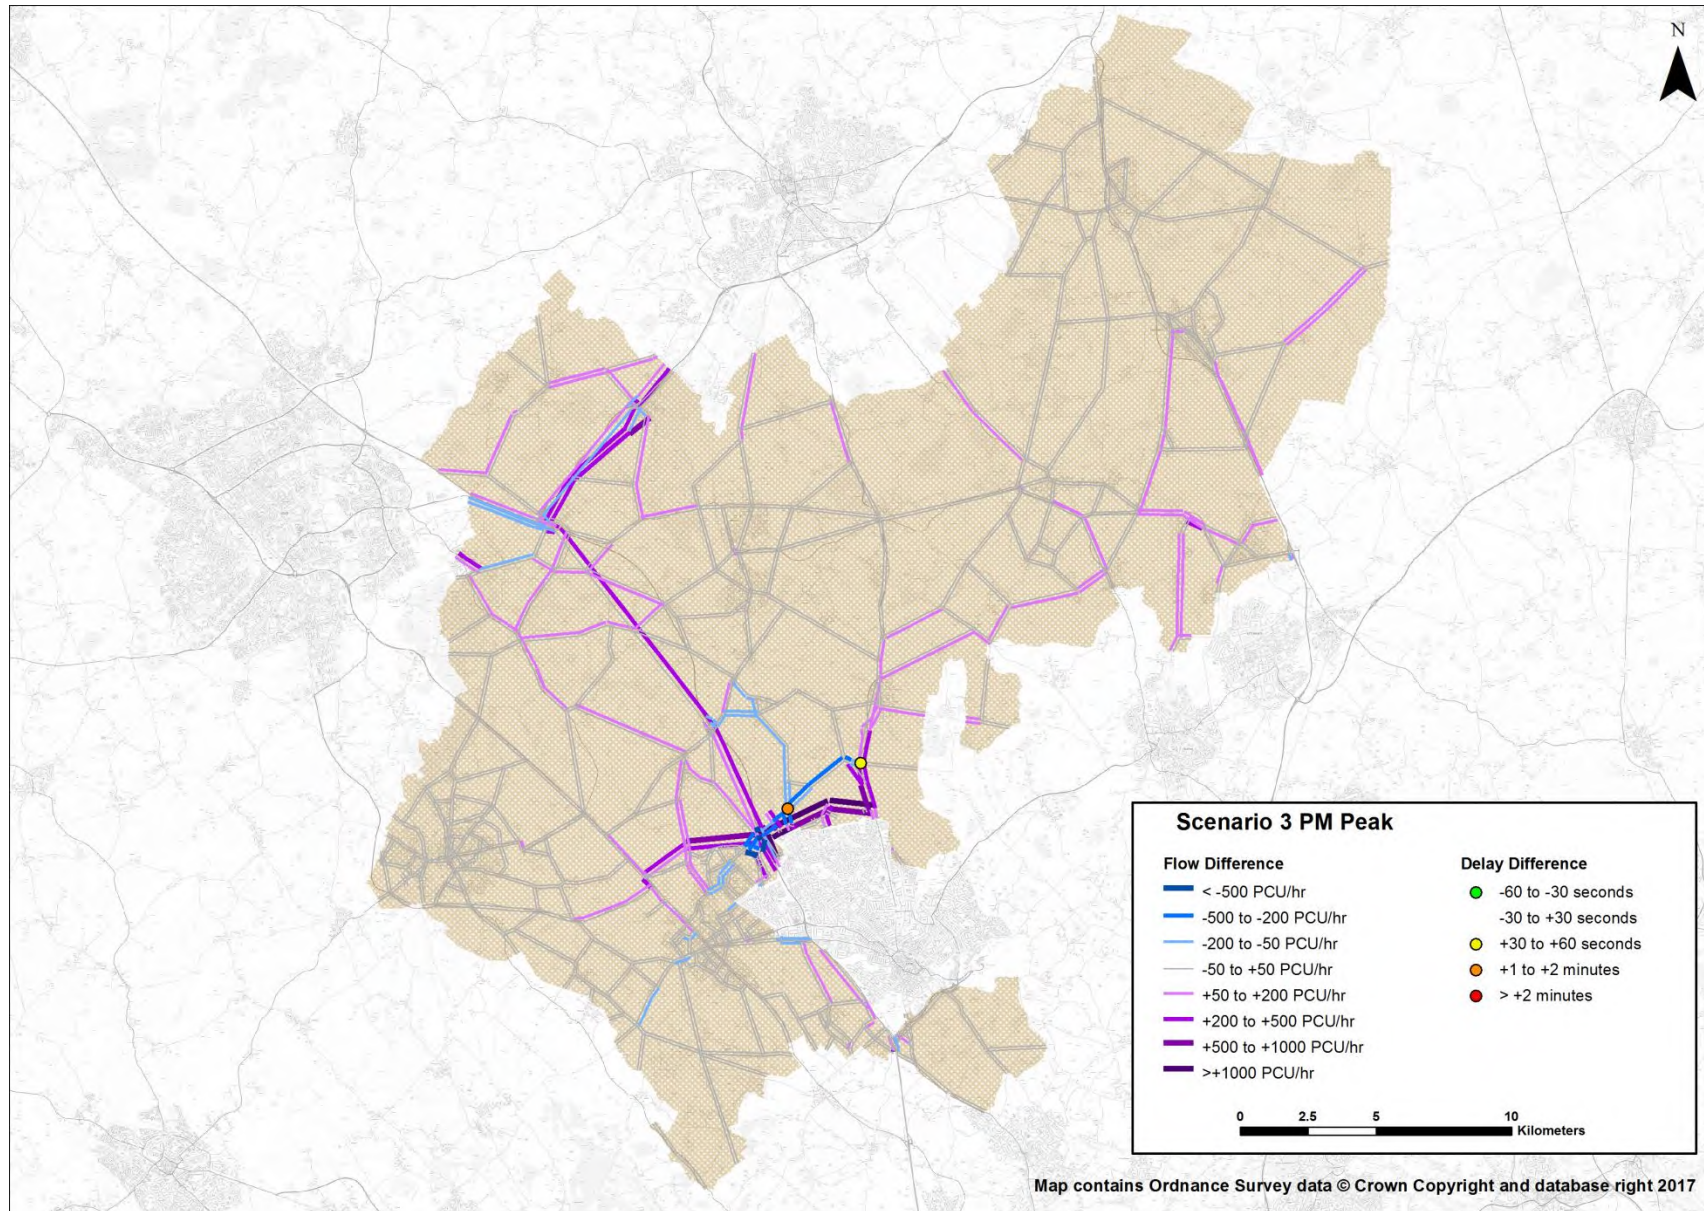 N
Scenario 3 PM Peak
Flow Difference
< -500 PCU/hr
-500 to -200 PCU/hr
-200 to -50 PCU/hr
-50 to +50 PCU/hr
+50 to +200 PCU/hr
+200 to +500 PCU/hr
+500 to +1000 PCU/hr
>+1000 PCU/hr
Delay Difference
-60 to -30 seconds
-30 to +30 seconds
+30 to +60 seconds
+1 to +2 minutes
> +2 minutes
0 2.5 5 10
Kilometers
Map contains Ordnance Survey data © Crown Copyright and database right 2017